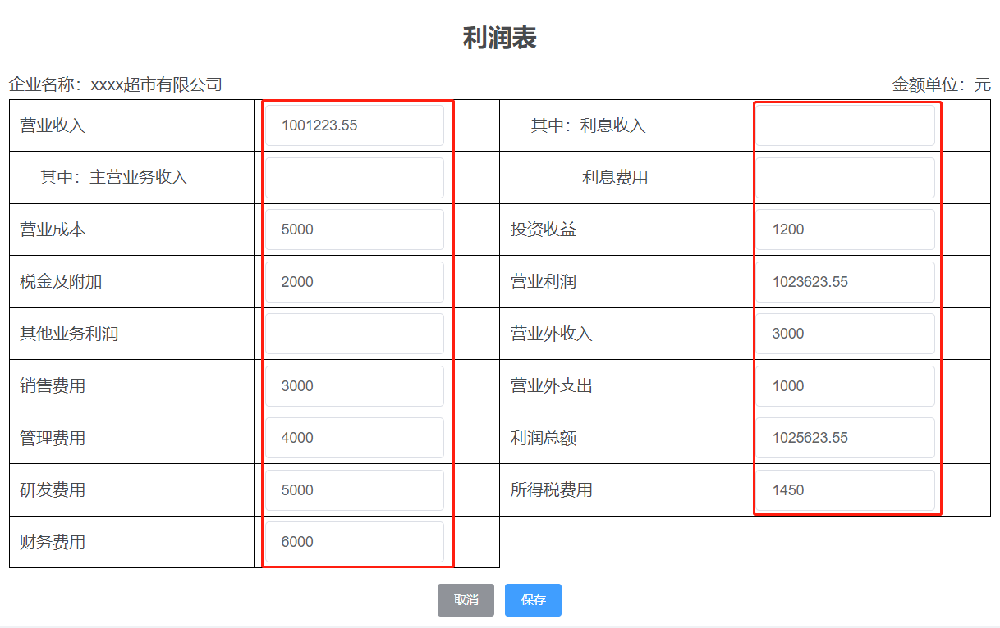 利润表
企业名称：xxxx超市有限公司 金额单位：元
营业收入 1001223.55 其中：利息收入
其中：主营业务收入 利息费用
营业成本 5000 投资收益 1200
税金及附加 2000 营业利润 1023623.55
其他业务利润 营业外收入 3000
销售费用 3000 营业外支出 1000
管理费用 4000 利润总额 1025623.55
研发费用 5000 所得税费用 1450
财务费用 6000
取消 保存